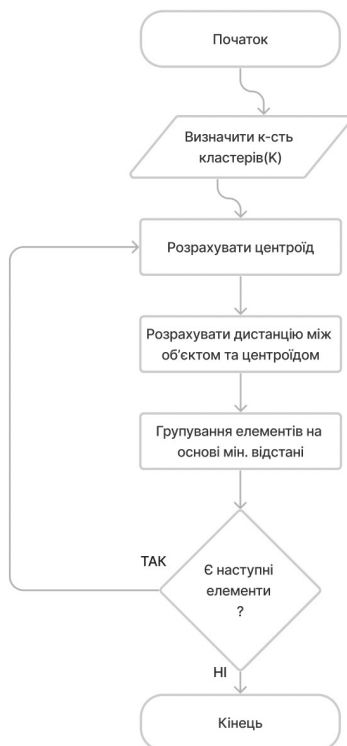 Початок
Визначити к-сть
кластерів(K)
Розрахувати центроїд
Розрахувати дистанцію між
об'єктом та центроїдом
Групування елементів на
основі мін. відстані
ТАК
Є наступні
елементи
?
НІ
Кінець